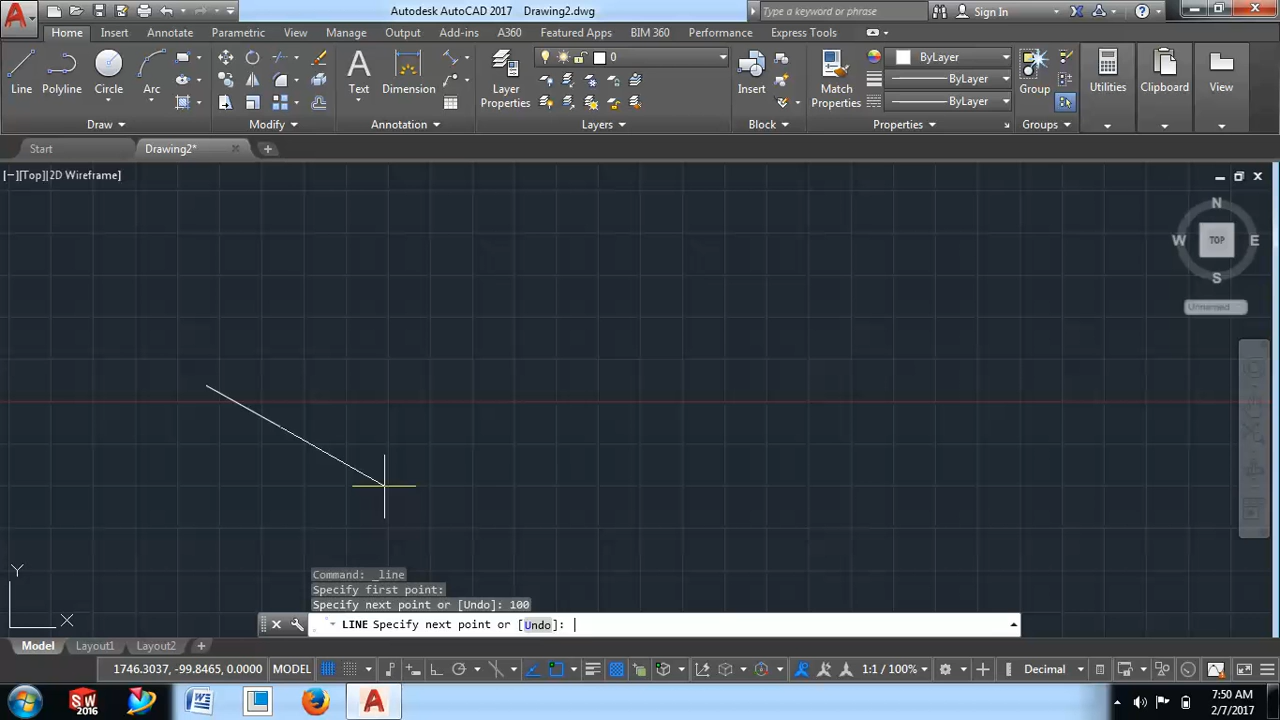 Autodesk AutoCAD 2017 Drawing2.dwg
Type a keyword or phrase
Sign In
Home Insert Annotate Parametric View Manage Output Add-ins A360 Featured Apps BIM 360 Performance Express Tools
0
ByLayer
ByLayer
ByLayer
Line Polyline Circle Arc Text Dimension Layer Properties Insert Match Properties Group Utilities Clipboard View
Draw Modify Annotation Layers Block Properties Groups
Start Drawing2*
[−][Top][2D Wireframe]
N
W TOP E
S
Unnamed
Y
X
Command: _line
Specify first point:
Specify next point or [Undo]: 100
LINE Specify next point or [Undo]:
Model Layout1 Layout2
1746.3037, -99.8465, 0.0000 MODEL 1:1 / 100% Decimal
SW 2016
7:50 AM
2/7/2017